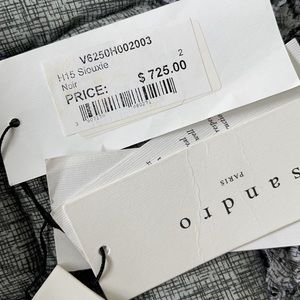 V6250H002003
H15 Siouxie
2
Noir
PRICE:
$ 725.00
sandro
PARIS